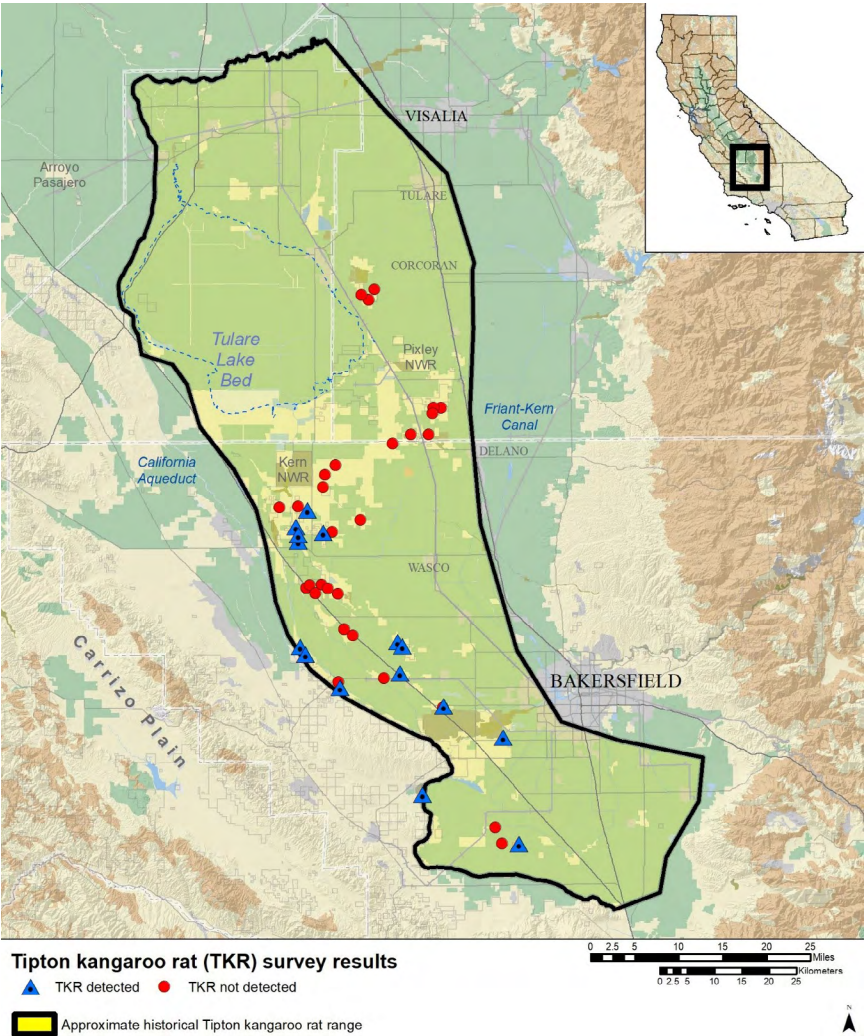 VISALIA
Arroyo
Pasajero
TULARE
CORCORAN
Tulare
Lake
Bed
Pixley
NWR
Friant-Kern
Canal
California
Aqueduct
Kern
NWR
DELANO
WASCO
Carrizo Plain
BAKERSFIELD
Tipton kangaroo rat (TKR) survey results
TKR detected TKR not detected
Approximate historical Tipton kangaroo rat range
0 2.5 5 10 15 20 25
Miles
Kilometers
0 2.5 5 10 15 20 25
N